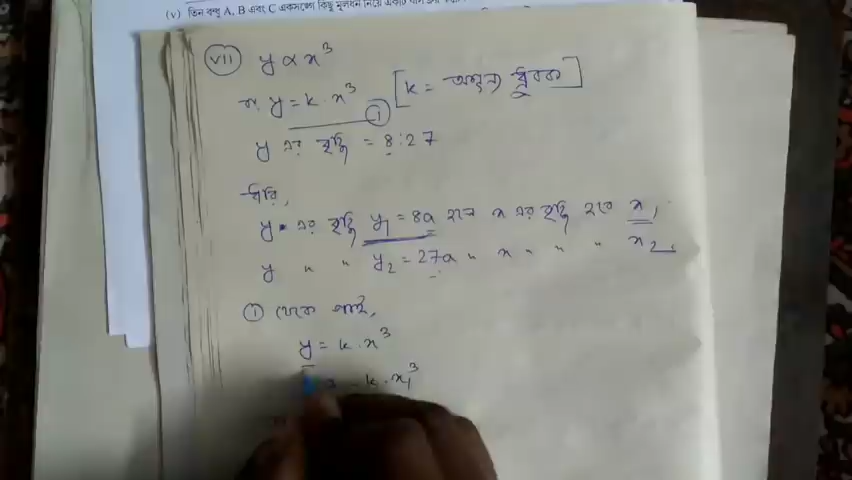 (v) তিন বন্ধু A, B এবং C একসঙ্গে কিছু মূলধন নিয়ে একটি
(VII) y ∝ x³
বা, y = k · x³ [k = অশূন্য ধ্রুবক]
①
y এর বৃদ্ধি = 8:27
ধরি,
y এর বৃদ্ধি y₁ = 8a হলে x এর বৃদ্ধি হবে x₁
y " " y₂ = 27a " x " " " x₂
① থেকে পাই,
y = k · x³
= k · x₁³